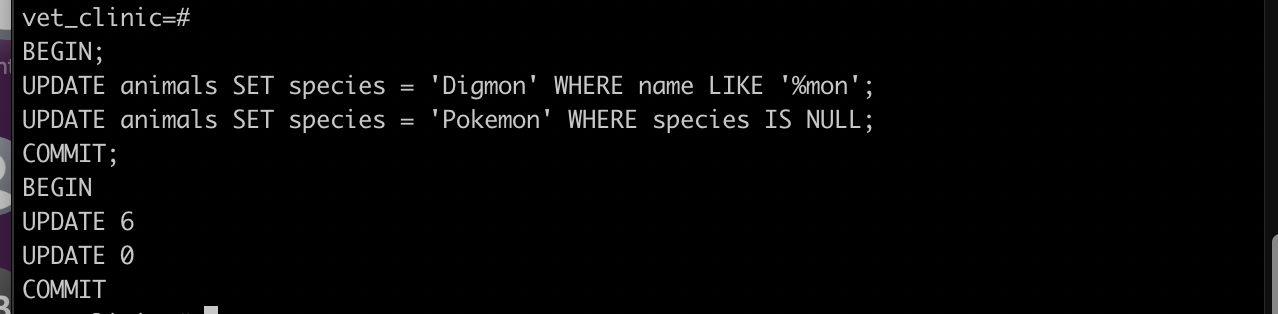 vet_clinic=#
BEGIN;
UPDATE animals SET species = 'Digmon' WHERE name LIKE '%mon';
UPDATE animals SET species = 'Pokemon' WHERE species IS NULL;
COMMIT;
BEGIN
UPDATE 6
UPDATE 0
COMMIT